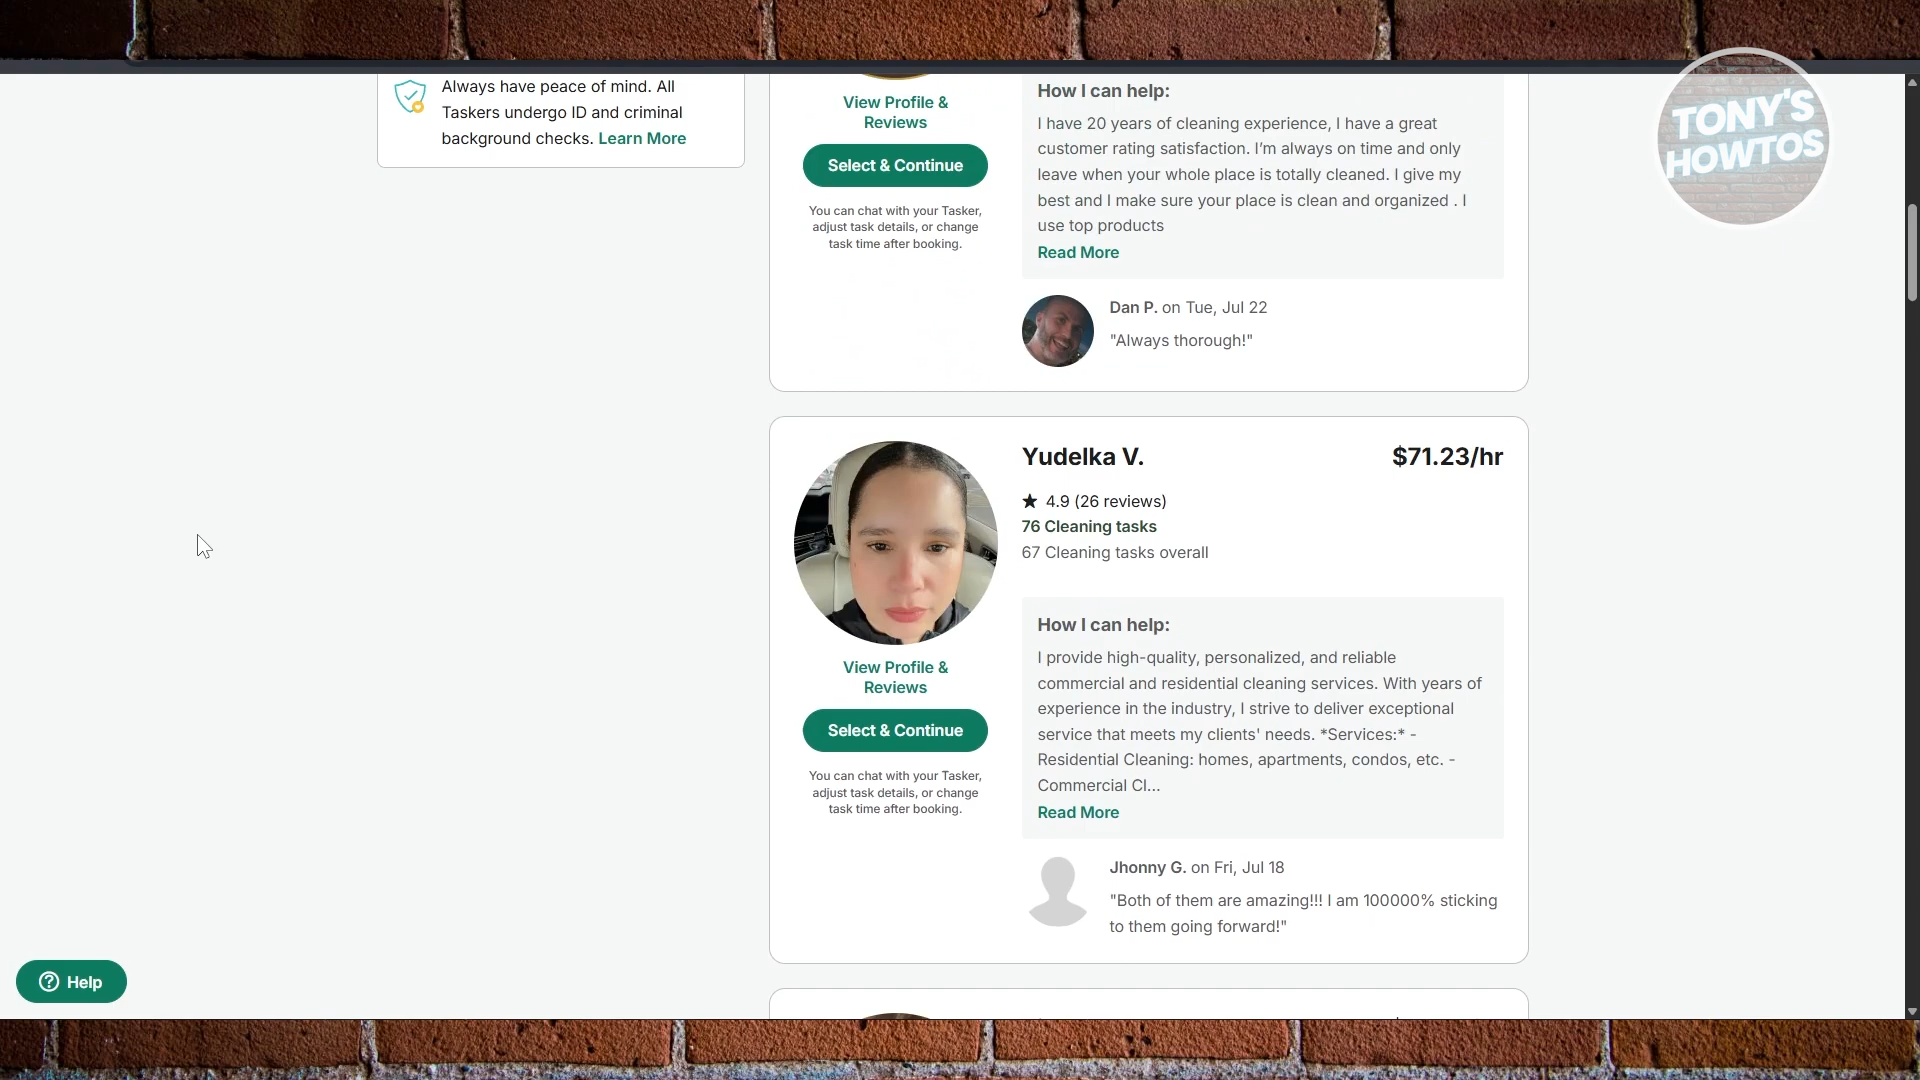 Always have peace of mind. All
Taskers undergo ID and criminal
background checks. Learn More
View Profile &
Reviews
Select & Continue
You can chat with your Tasker,
adjust task details, or change
task time after booking.
How I can help:
I have 20 years of cleaning experience, I have a great
customer rating satisfaction. I’m always on time and only
leave when your whole place is totally cleaned. I give my
best and I make sure your place is clean and organized . I
use top products
Read More
Dan P. on Tue, Jul 22
"Always thorough!"
TONY'S
HOWTOS
Yudelka V.
$71.23/hr
4.9 (26 reviews)
76 Cleaning tasks
67 Cleaning tasks overall
View Profile &
Reviews
Select & Continue
You can chat with your Tasker,
adjust task details, or change
task time after booking.
How I can help:
I provide high-quality, personalized, and reliable
commercial and residential cleaning services. With years of
experience in the industry, I strive to deliver exceptional
service that meets my clients' needs. *Services:* -
Residential Cleaning: homes, apartments, condos, etc. -
Commercial Cl...
Read More
Jhonny G. on Fri, Jul 18
"Both of them are amazing!!! I am 100000% sticking
to them going forward!"
Help